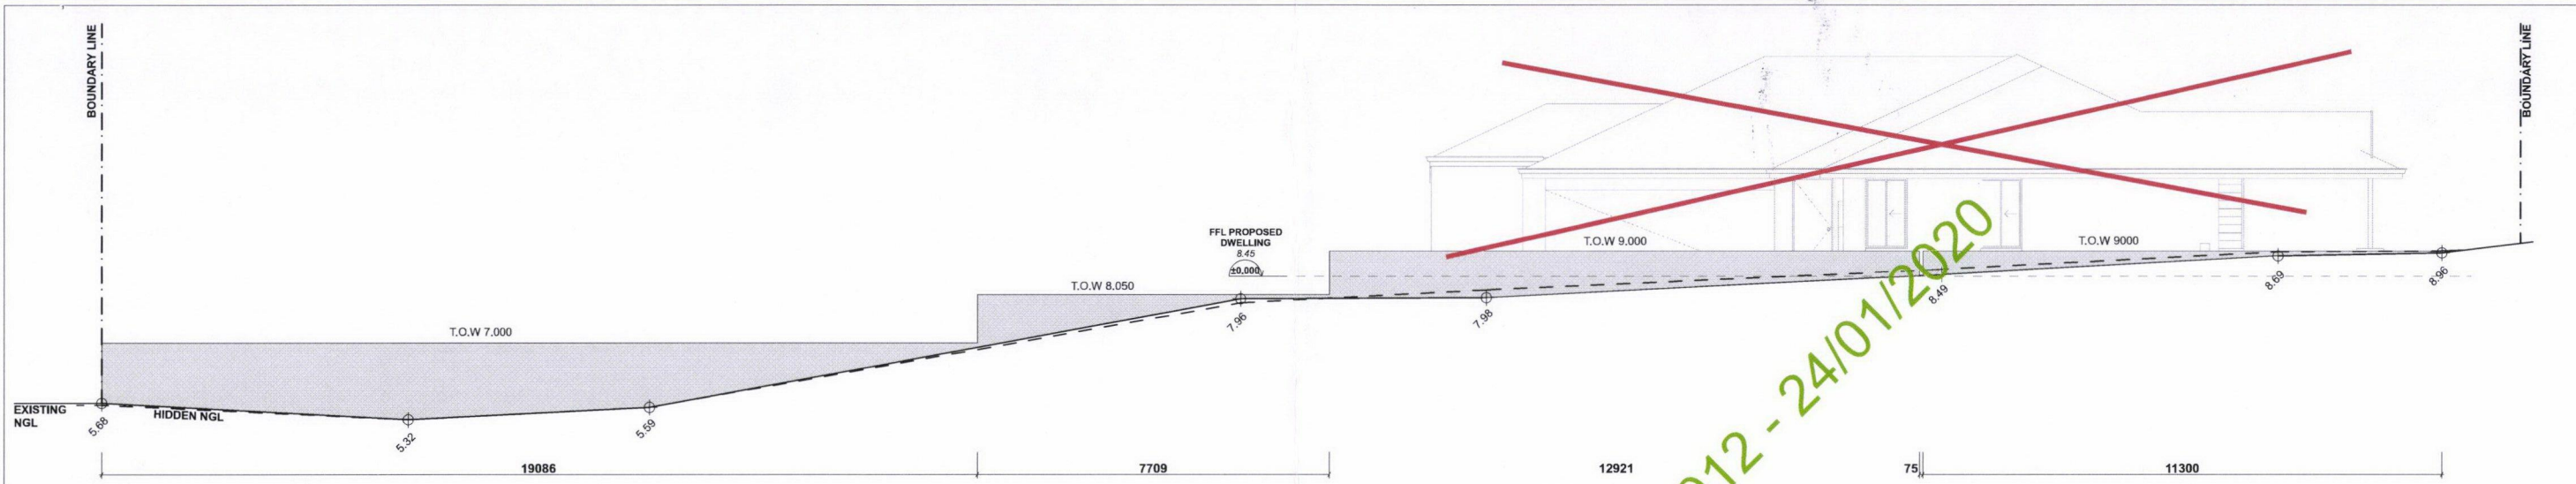 BOUNDARY LINE
BOUNDARY LINE
FFL PROPOSED
DWELLING
8.45
±0,000
T.O.W 9.000
T.O.W 9000
T.O.W 8.050
T.O.W 7.000
7.96
7.98
8.49
8.69
8.96
EXISTING
NGL
HIDDEN NGL
5.68
5.32
5.59
19086
7709
12921
75
11300
012 - 24/01/2020